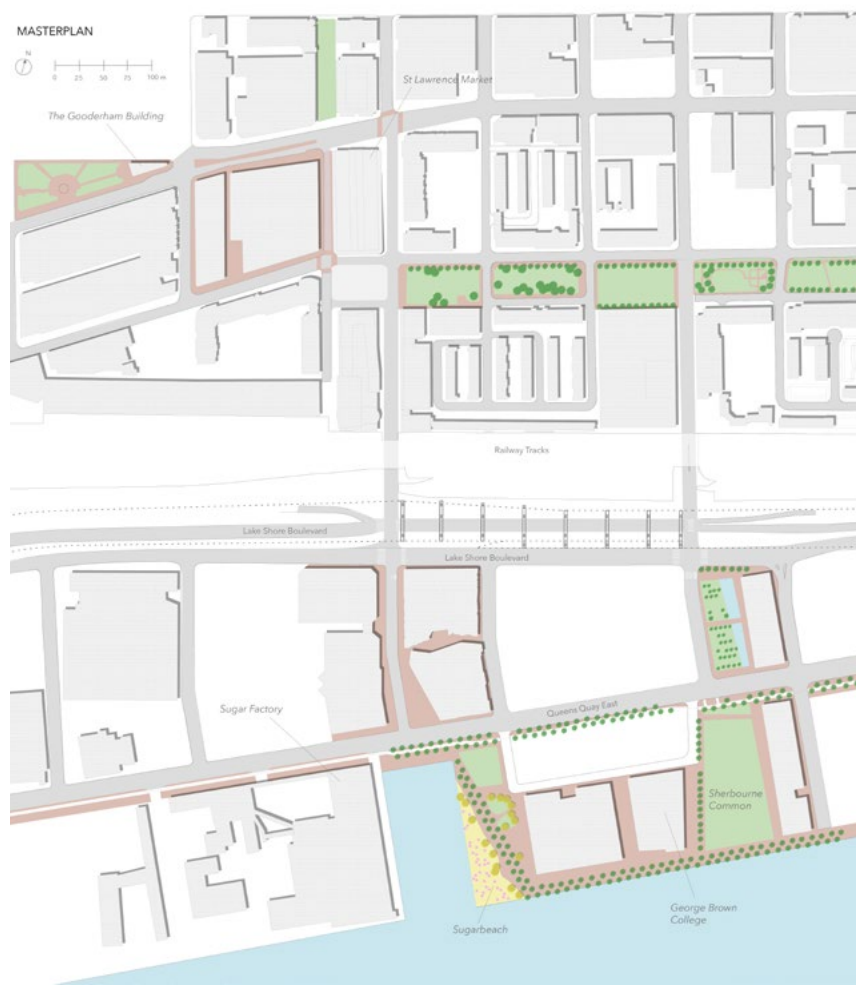 MASTERPLAN
N
0 25 50 75 100 m
St Lawrence Market
The Gooderham Building
Railway Tracks
Lake Shore Boulevard
Lake Shore Boulevard
Sugar Factory
Queens Quay East
Sherbourne
Common
George Brown
College
Sugarbeach